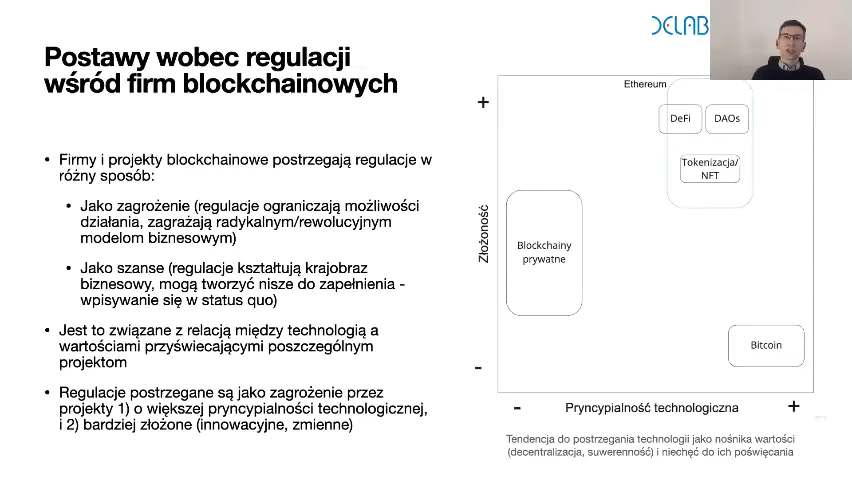 DELAB
Postawy wobec regulacji
wśród firm blockchainowych
• Firmy i projekty blockchainowe postrzegają regulacje w
różny sposób:
• Jako zagrożenie (regulacje ograniczają możliwości
działania, zagrażają radykalnym/rewolucyjnym
modelom biznesowym)
• Jako szanse (regulacje kształtują krajobraz
biznesowy, mogą tworzyć nisze do zapełnienia -
wpisywanie się w status quo)
• Jest to związane z relacją między technologią a
wartościami przyświecającymi poszczególnym
projektom
• Regulacje postrzegane są jako zagrożenie przez
projekty 1) o większej pryncypialności technologicznej,
i 2) bardziej złożone (innowacyjne, zmienne)
+
Ethereum
DeFi
DAOs
Tokenizacja/
NFT
Złożoność
Blockchainy
prywatne
Bitcoin
-
-
Pryncypialność technologiczna
+
Tendencja do postrzegania technologii jako nośnika wartości
(decentralizacja, suwerenność) i niechęć do ich poświęcania